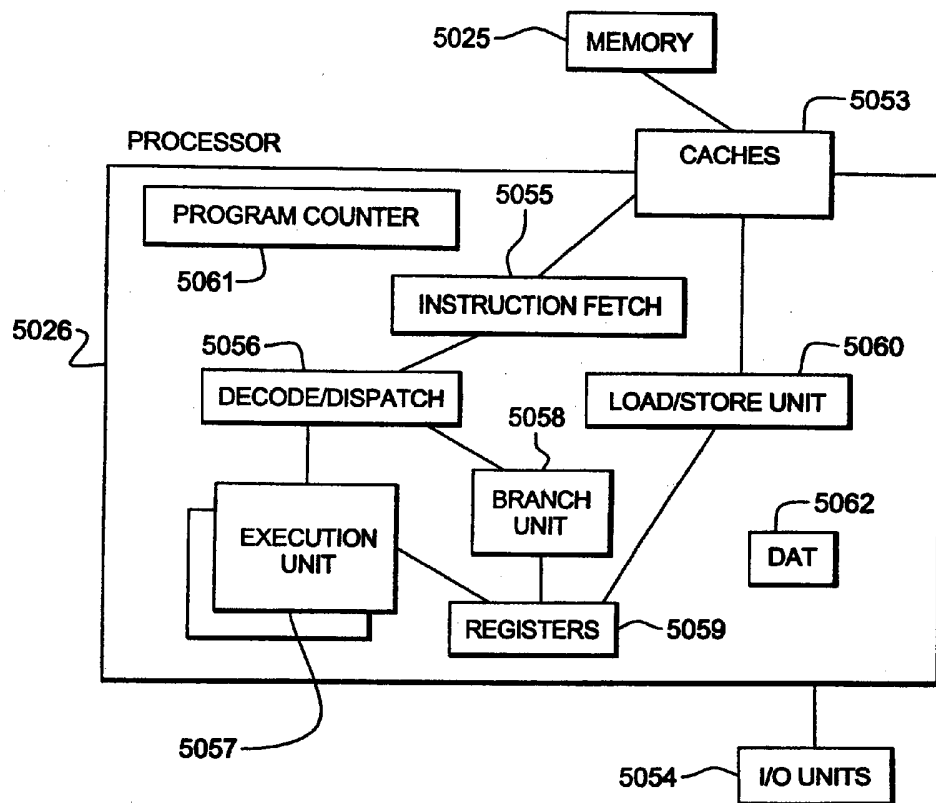 5025
MEMORY
5053
PROCESSOR
CACHES
5055
PROGRAM COUNTER
5061
INSTRUCTION FETCH
5026
5056
5060
DECODE/DISPATCH
LOAD/STORE UNIT
5058
BRANCH
UNIT
5062
EXECUTION
UNIT
DAT
REGISTERS
5059
5057
5054
I/O UNITS